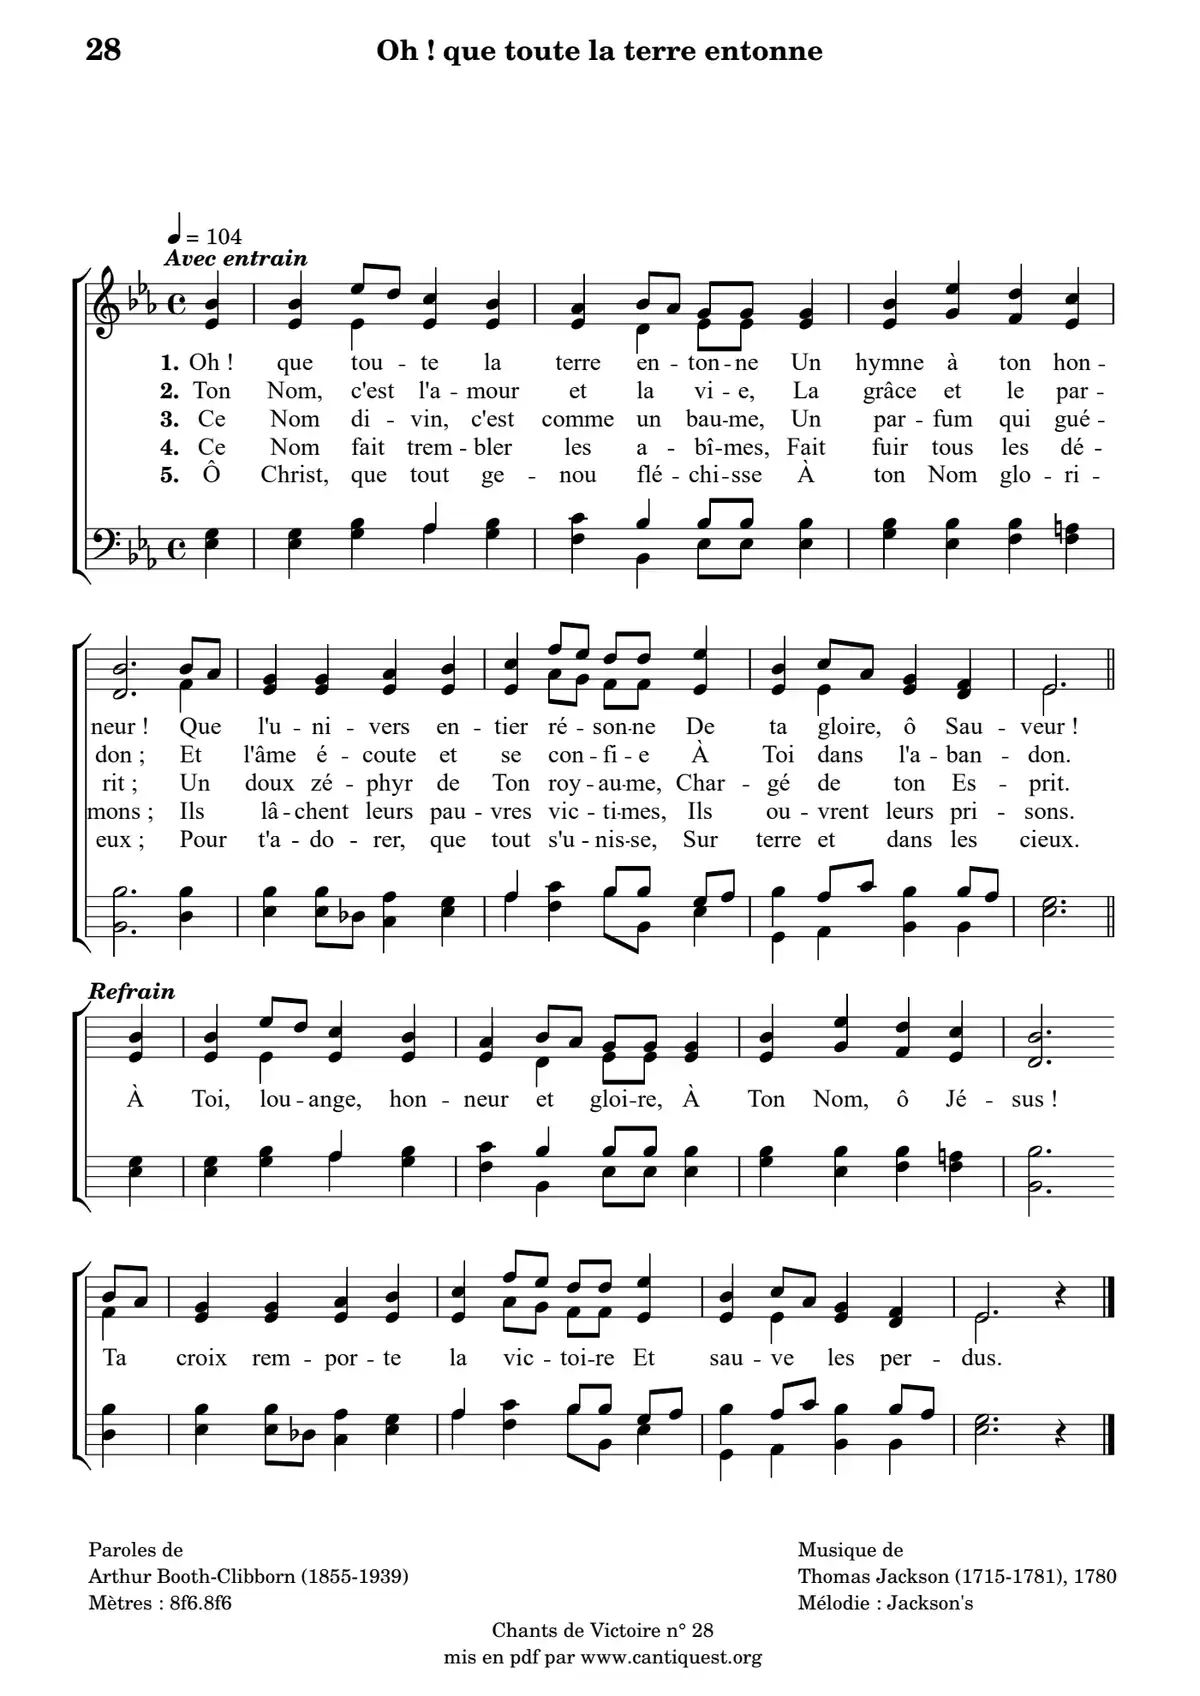 28 Oh ! que toute la terre entonne
= 104
Avec entrain
1. Oh ! que tou - te la terre en - ton - ne Un hymne à ton hon -
2. Ton Nom, c'est l'a - mour et la vi - e, La grâce et le par -
3. Ce Nom di - vin, c'est comme un bau - me, Un par - fum qui gué -
4. Ce Nom fait trem - bler les a - bî - mes, Fait fuir tous les dé -
5. Ô Christ, que tout ge - nou flé - chi - sse À ton Nom glo - ri -
neur ! Que l'u - ni - vers en - tier ré - son - ne De ta gloire, ô Sau - veur !
don ; Et l'âme é - coute et se con - fi - e À Toi dans l'a - ban - don.
rit ; Un doux zé - phyr de Ton roy - au - me, Char - gé de ton Es - prit.
mons ; Ils lâ - chent leurs pau - vres vic - ti - mes, Ils ou - vrent leurs pri - sons.
eux ; Pour t'a - do - rer, que tout s'u - nis - se, Sur terre et dans les cieux.
Refrain
À Toi, lou - ange, hon - neur et gloi - re, À Ton Nom, ô Jé - sus !
Ta croix rem - por - te la vic - toi - re Et sau - ve les per - dus.
Paroles de
Arthur Booth-Clibborn (1855-1939)
Mètres : 8f6.8f6
Musique de
Thomas Jackson (1715-1781), 1780
Mélodie : Jackson's
Chants de Victoire n° 28
mis en pdf par www.cantiquest.org